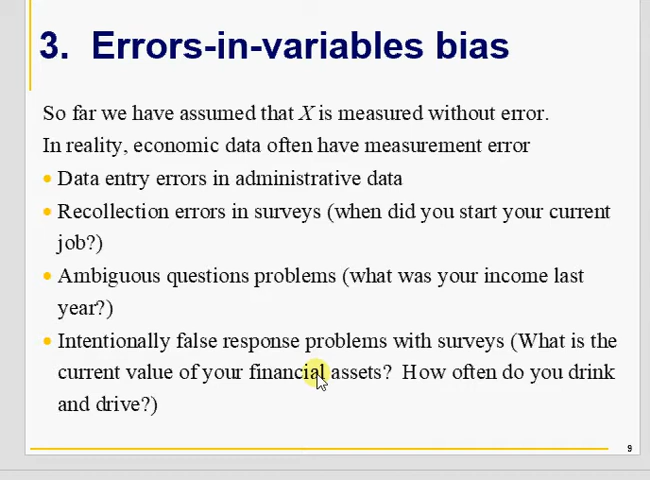 3. Errors-in-variables bias
So far we have assumed that X is measured without error.
In reality, economic data often have measurement error
• Data entry errors in administrative data
• Recollection errors in surveys (when did you start your current
job?)
• Ambiguous questions problems (what was your income last
year?)
• Intentionally false response problems with surveys (What is the
current value of your financial assets? How often do you drink
and drive?)
9